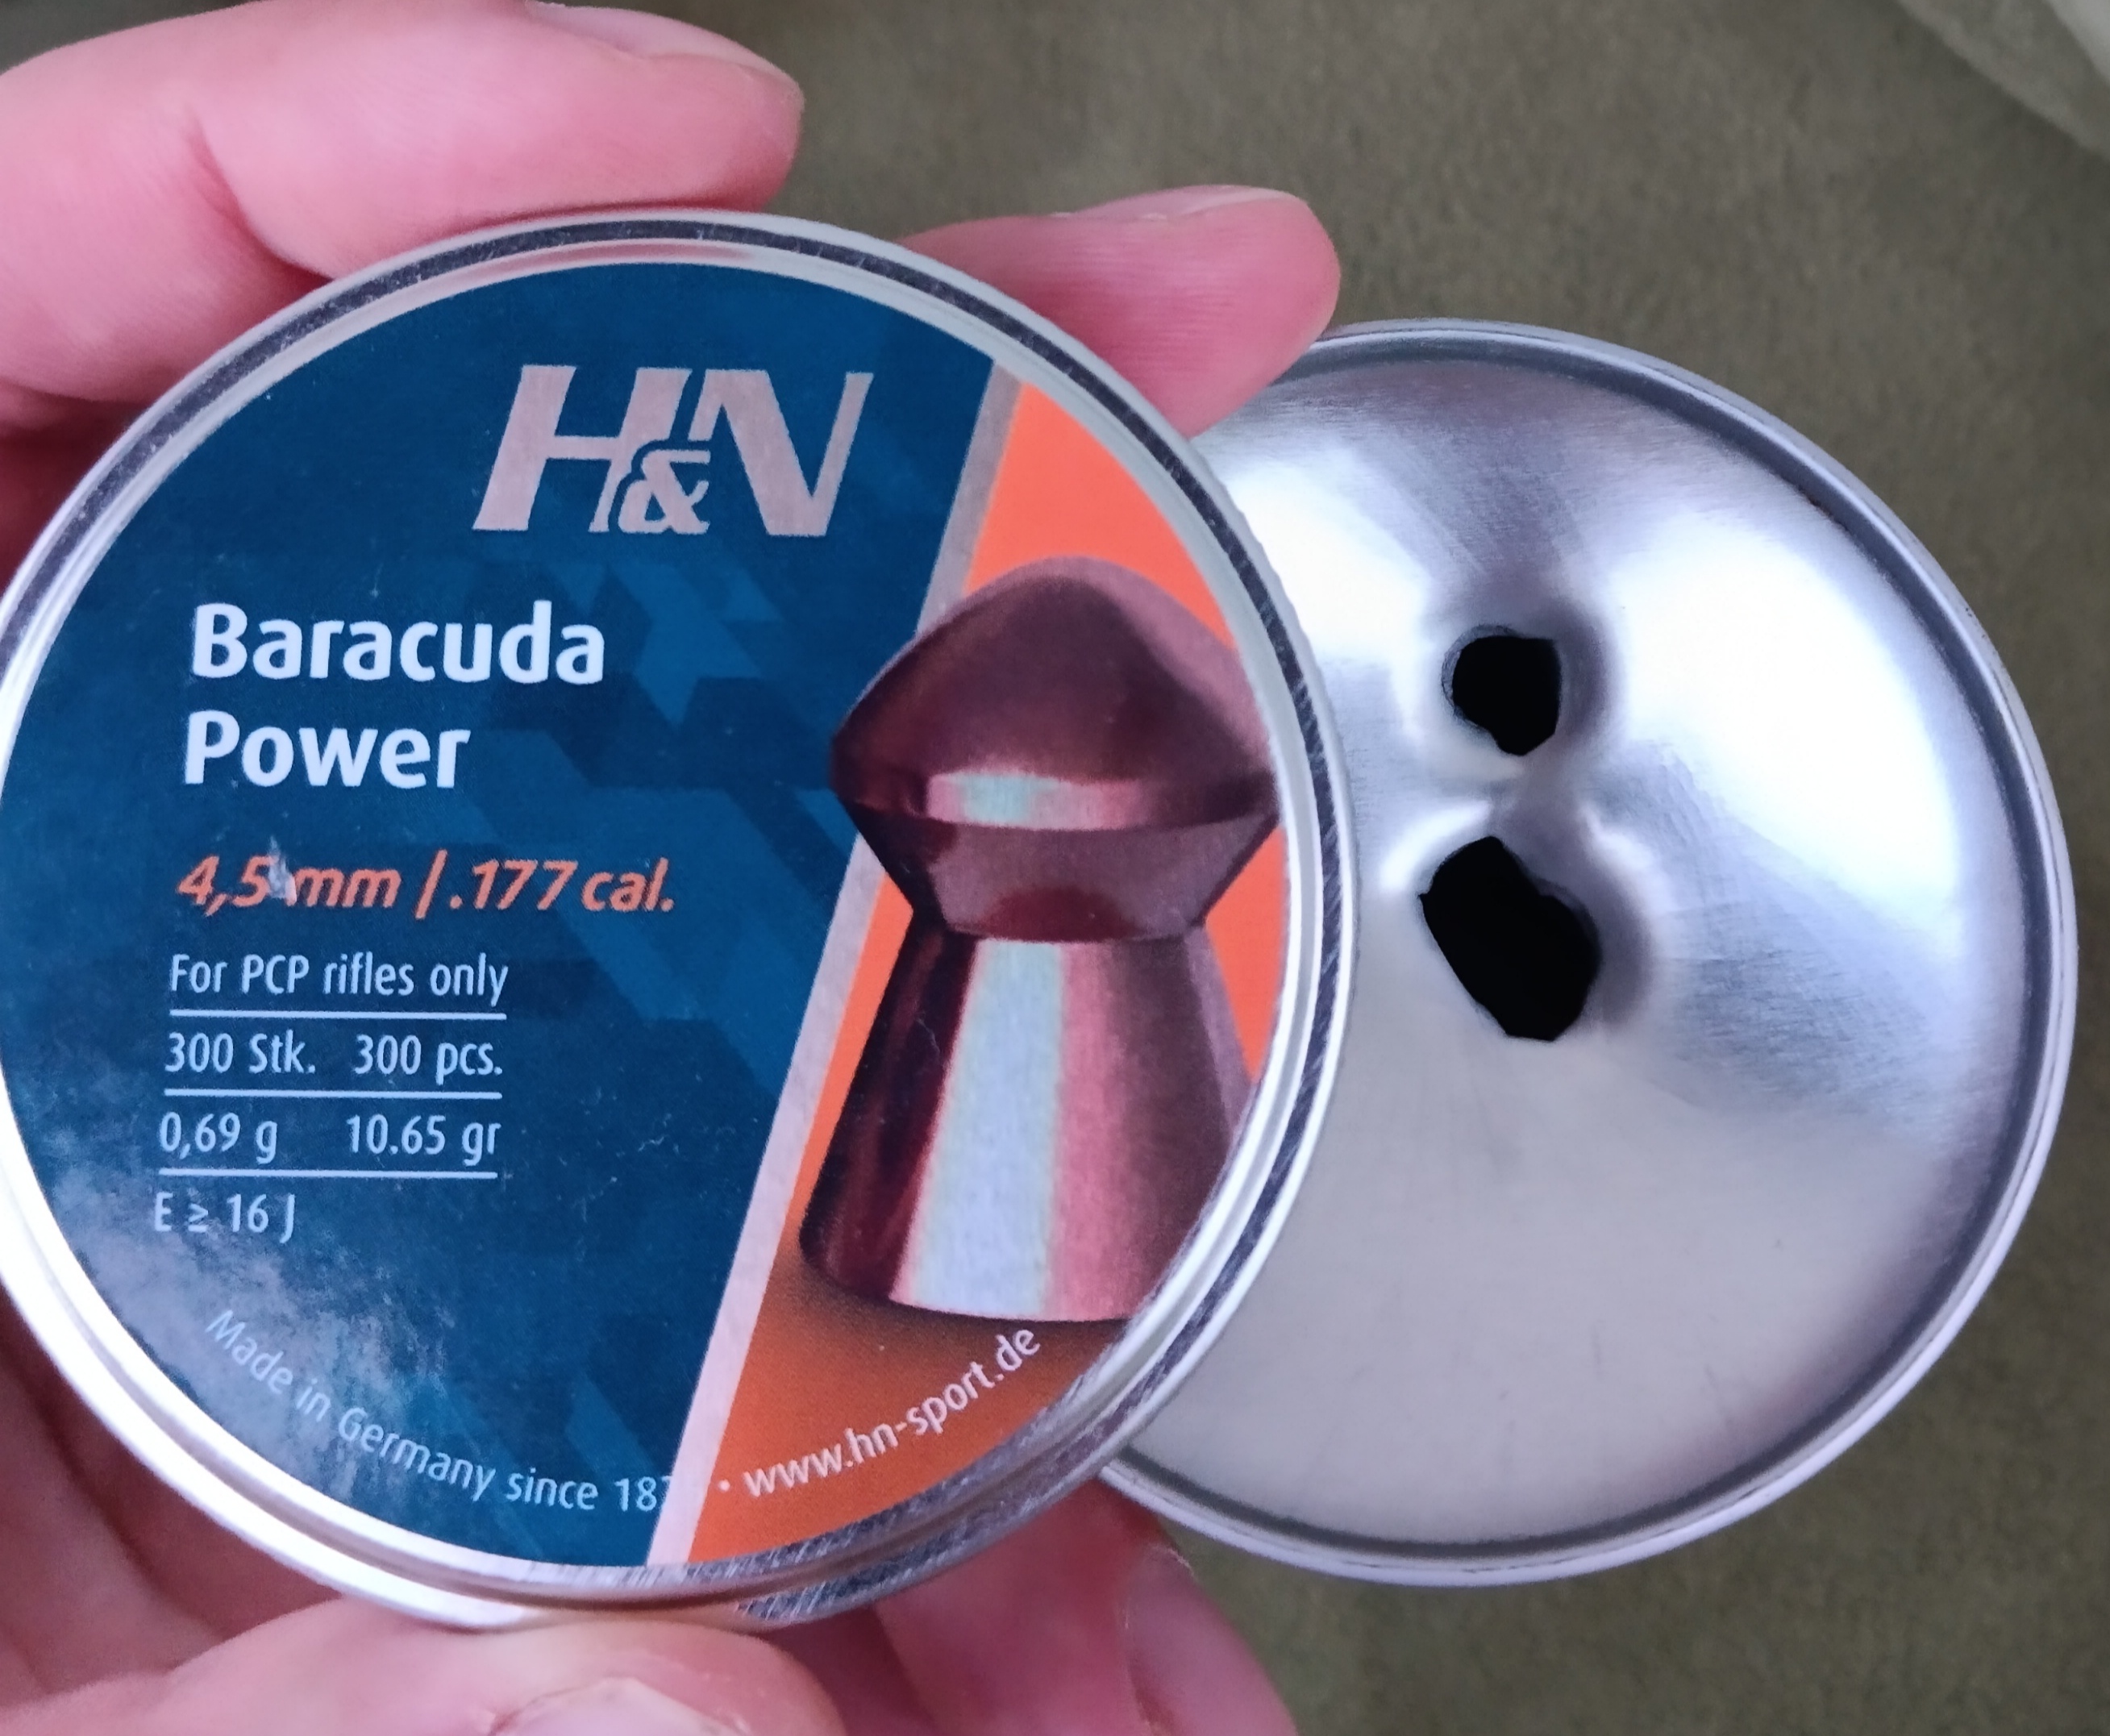 H&N
Baracuda
Power
4,5 mm / .177 cal.
For PCP rifles only
300 Stk. 300 pcs.
0,69 g 10.65 gr
E ≥ 16 J
Made in Germany since
• www.hn-sport.de